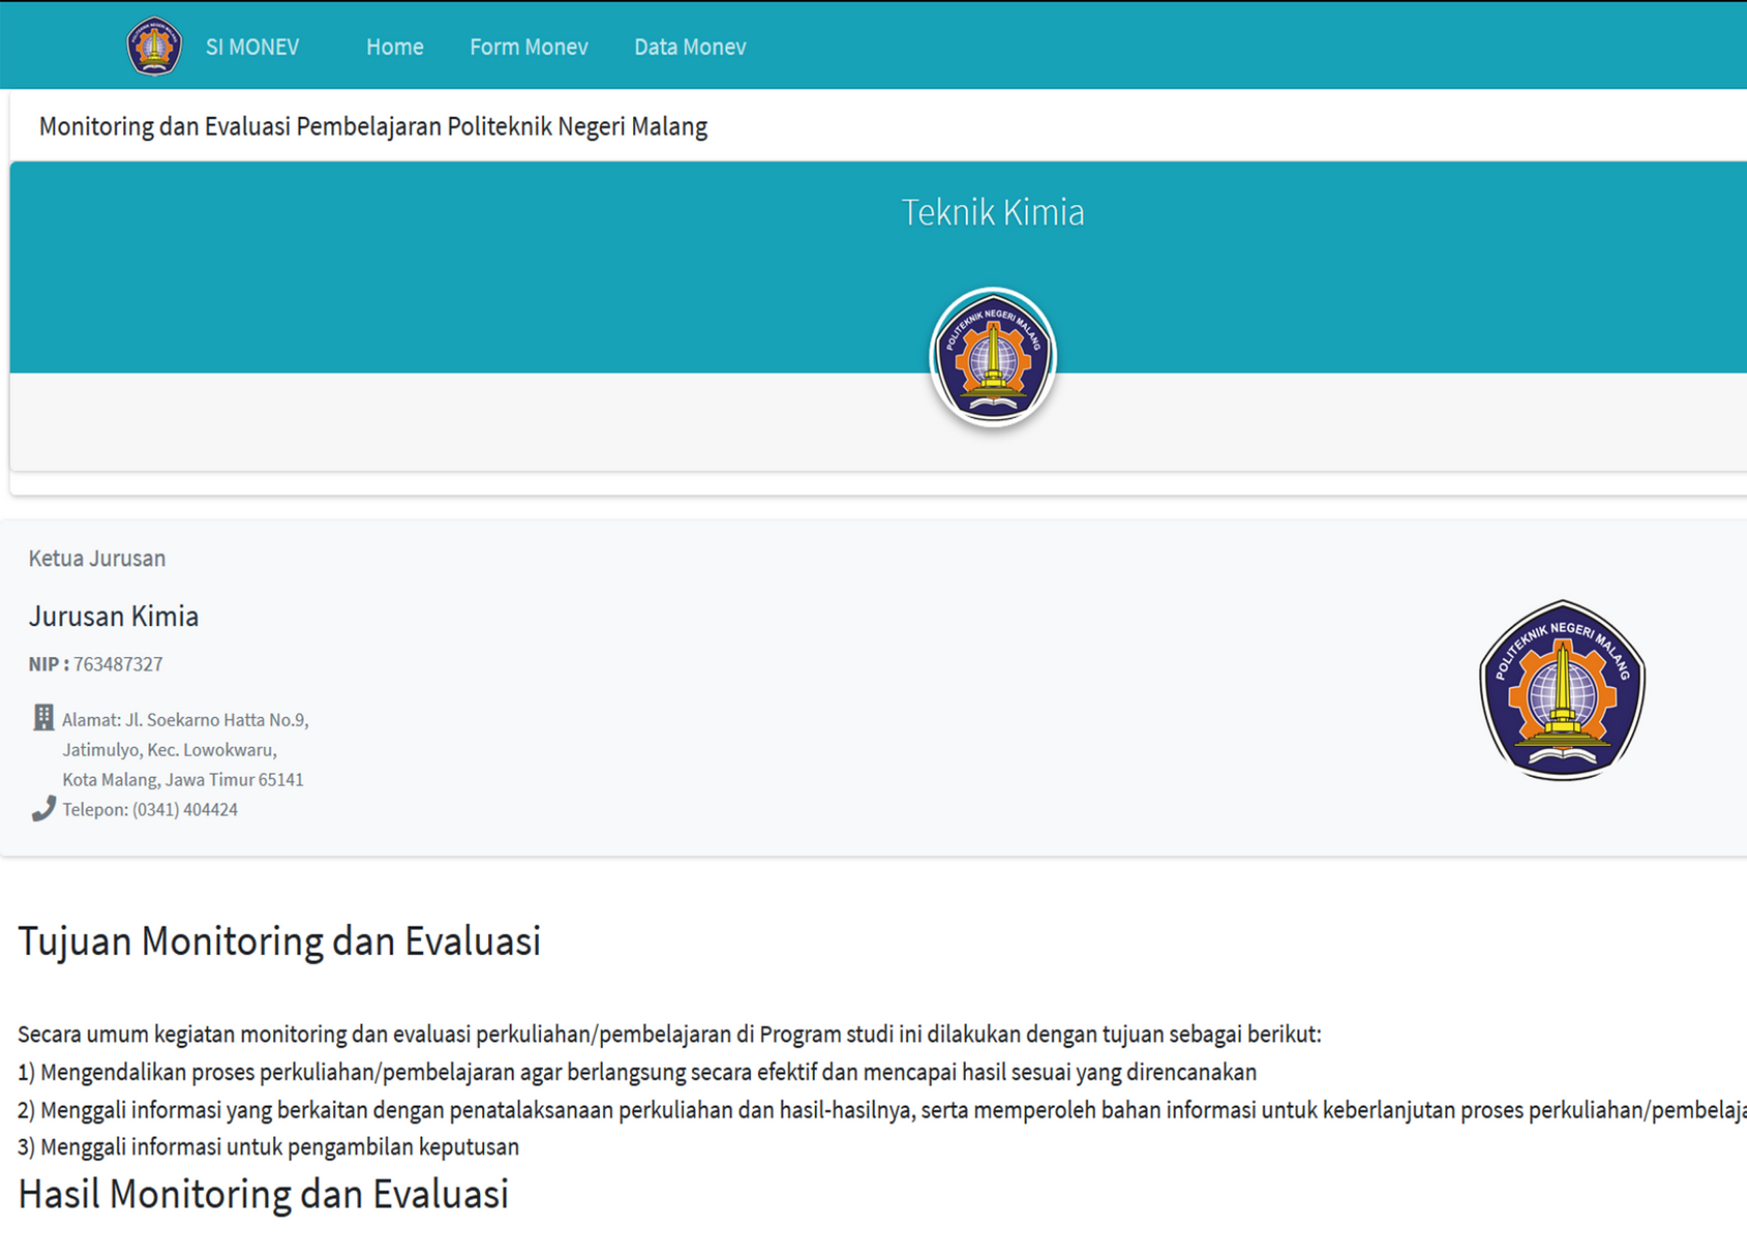 SI MONEV Home Form Monev Data Monev
Monitoring dan Evaluasi Pembelajaran Politeknik Negeri Malang
Teknik Kimia
POLITEKNIK NEGERI MALANG
Ketua Jurusan
Jurusan Kimia
NIP : 763487327
POLITEKNIK NEGERI MALANG
Alamat: Jl. Soekarno Hatta No.9,
Jatimulyo, Kec. Lowokwaru,
Kota Malang, Jawa Timur 65141
Telepon: (0341) 404424
Tujuan Monitoring dan Evaluasi
Secara umum kegiatan monitoring dan evaluasi perkuliahan/pembelajaran di Program studi ini dilakukan dengan tujuan sebagai berikut:
1) Mengendalikan proses perkuliahan/pembelajaran agar berlangsung secara efektif dan mencapai hasil sesuai yang direncanakan
2) Menggali informasi yang berkaitan dengan penatalaksanaan perkuliahan dan hasil-hasilnya, serta memperoleh bahan informasi untuk keberlanjutan proses perkuliahan/pembelaja
3) Menggali informasi untuk pengambilan keputusan
Hasil Monitoring dan Evaluasi